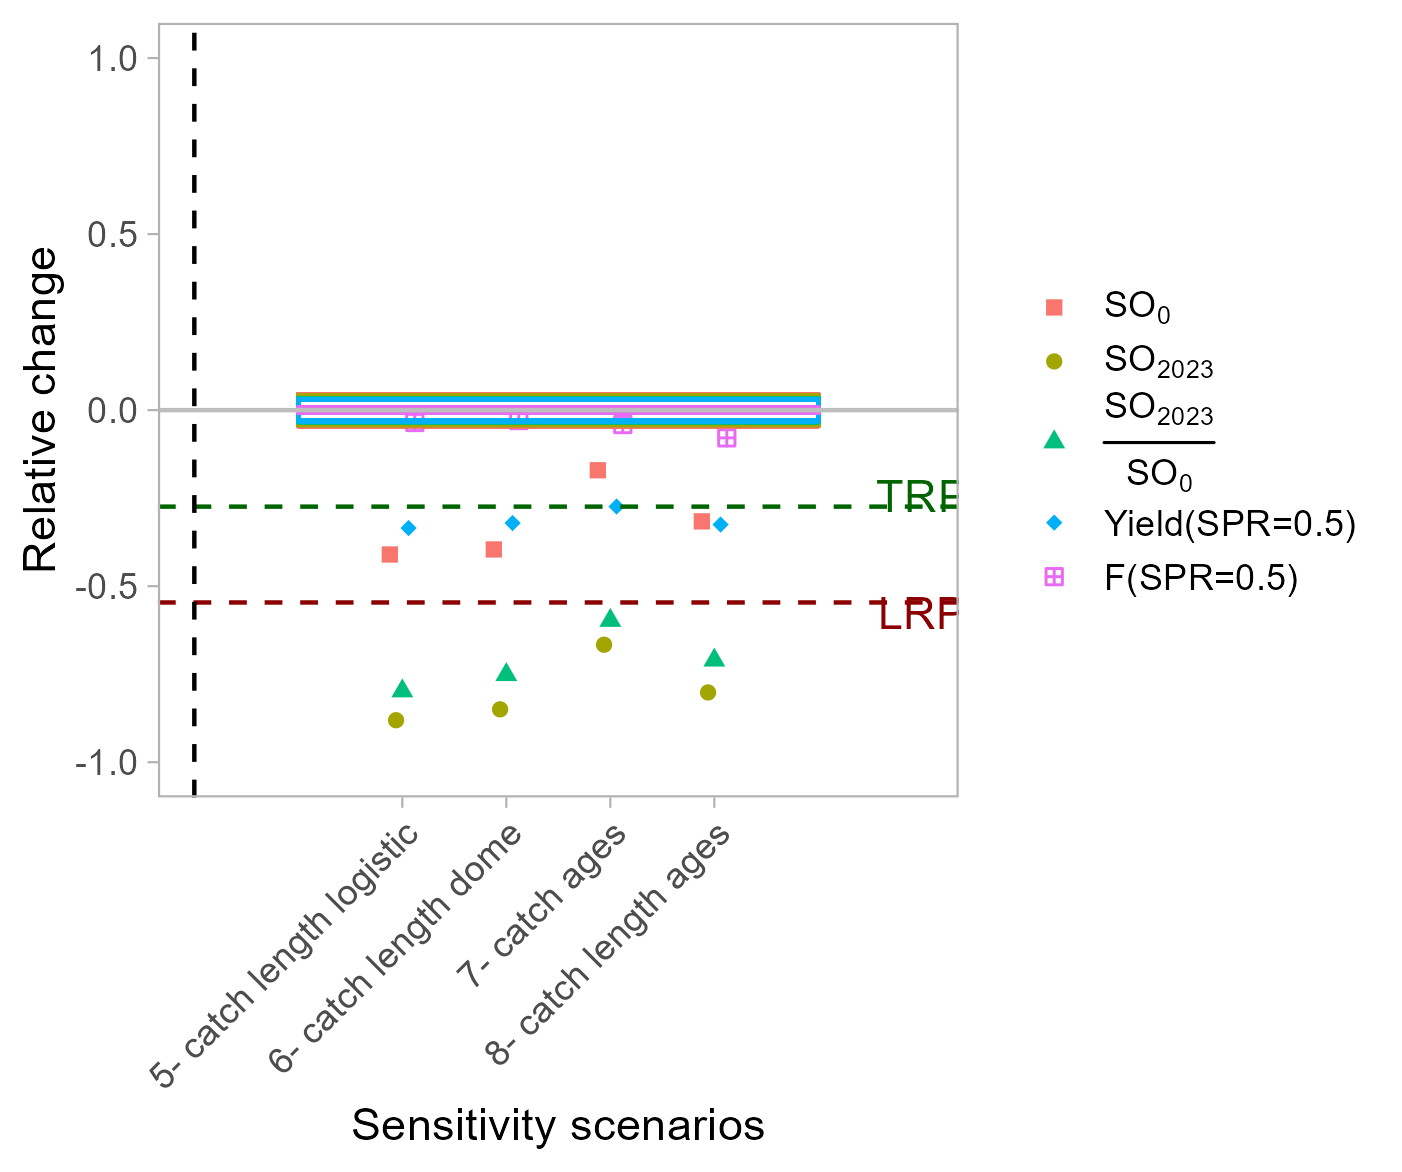 Relative change
1.0
0.5
0.0
-0.5
-1.0
TRP
LRP
5- catch length logistic
6- catch length dome
7- catch ages
8- catch length ages
Sensitivity scenarios
SO₀
SO₂₀₂₃
SO₂₀₂₃
SO₀
Yield(SPR=0.5)
F(SPR=0.5)